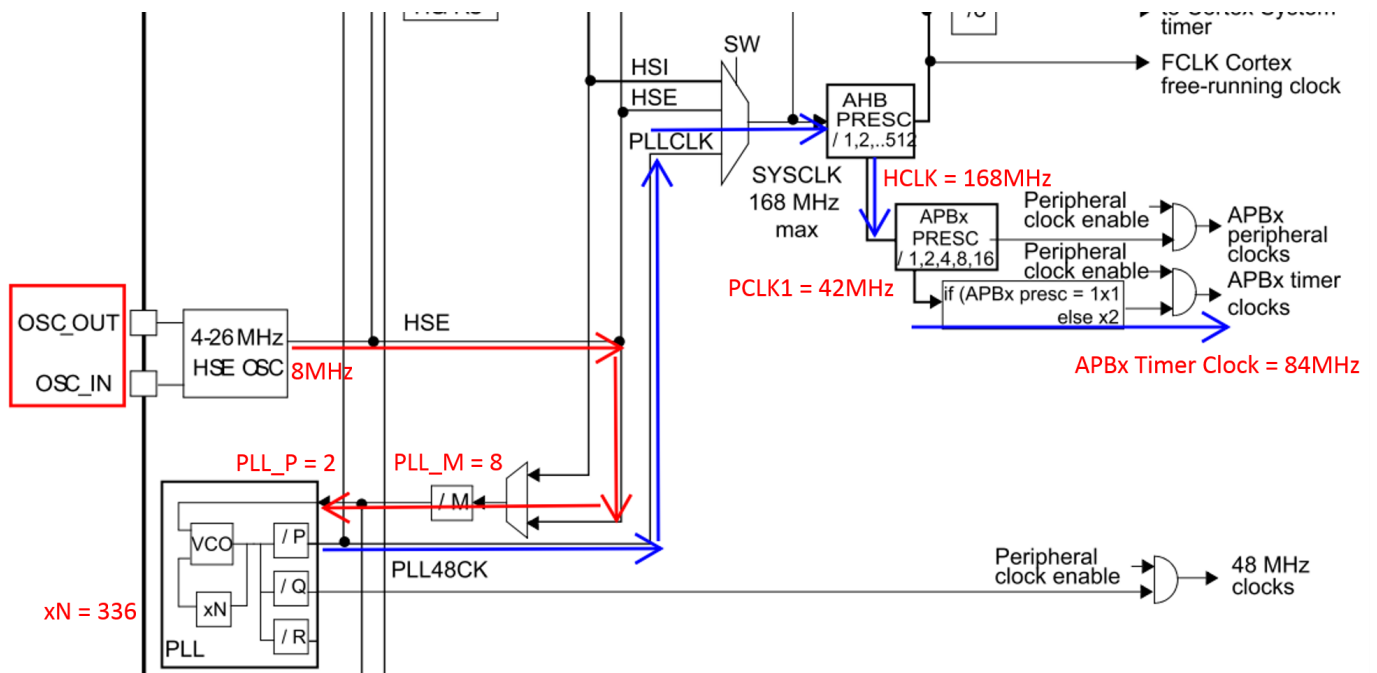 to Cortex System
timer
/8
SW
HSI
FCLK Cortex
free-running clock
HSE
AHB
PRESC
/ 1,2,..512
PLLCLK
SYSCLK
168 MHz
max
HCLK = 168MHz
Peripheral
clock enable
APBx
PRESC
/ 1,2,4,8,16
APBx
peripheral
clocks
Peripheral
clock enable
APBx timer
clocks
PCLK1 = 42MHz
if (APBx presc = 1x1
else x2
APBx Timer Clock = 84MHz
OSC_OUT
OSC_IN
4-26 MHz
HSE OSC
HSE
8MHz
PLL_P = 2
PLL_M = 8
/ M
VCO
/ P
xN
/ Q
/ R
PLL
PLL48CK
xN = 336
Peripheral
clock enable
48 MHz
clocks